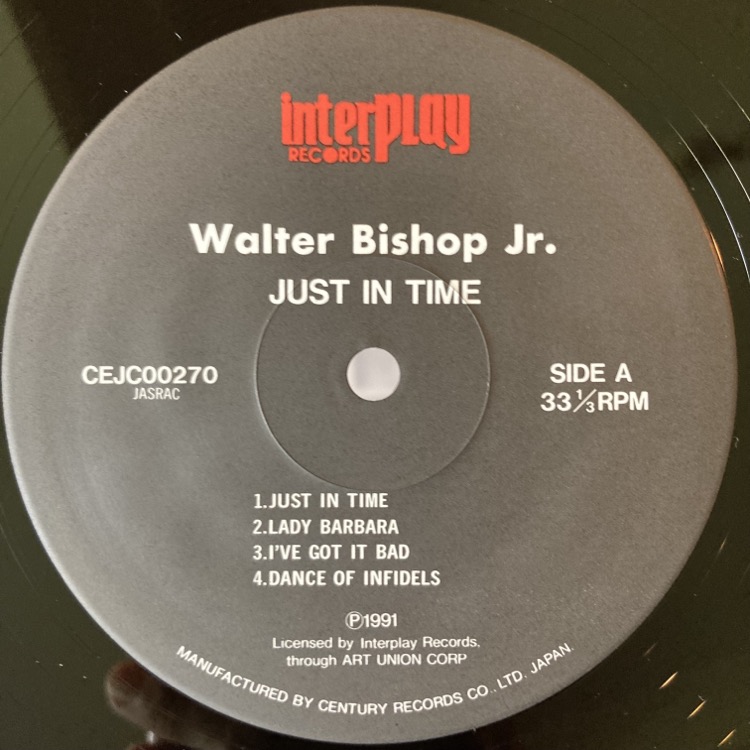 interplay
RECORDS
Walter Bishop Jr.
JUST IN TIME
CEJC00270
JASRAC
SIDE A
33 1/3 RPM
1.JUST IN TIME
2.LADY BARBARA
3.I'VE GOT IT BAD
4.DANCE OF INFIDELS
℗1991
Licensed by Interplay Records.
through ART UNION CORP
MANUFACTURED BY CENTURY RECORDS CO., LTD. JAPAN.